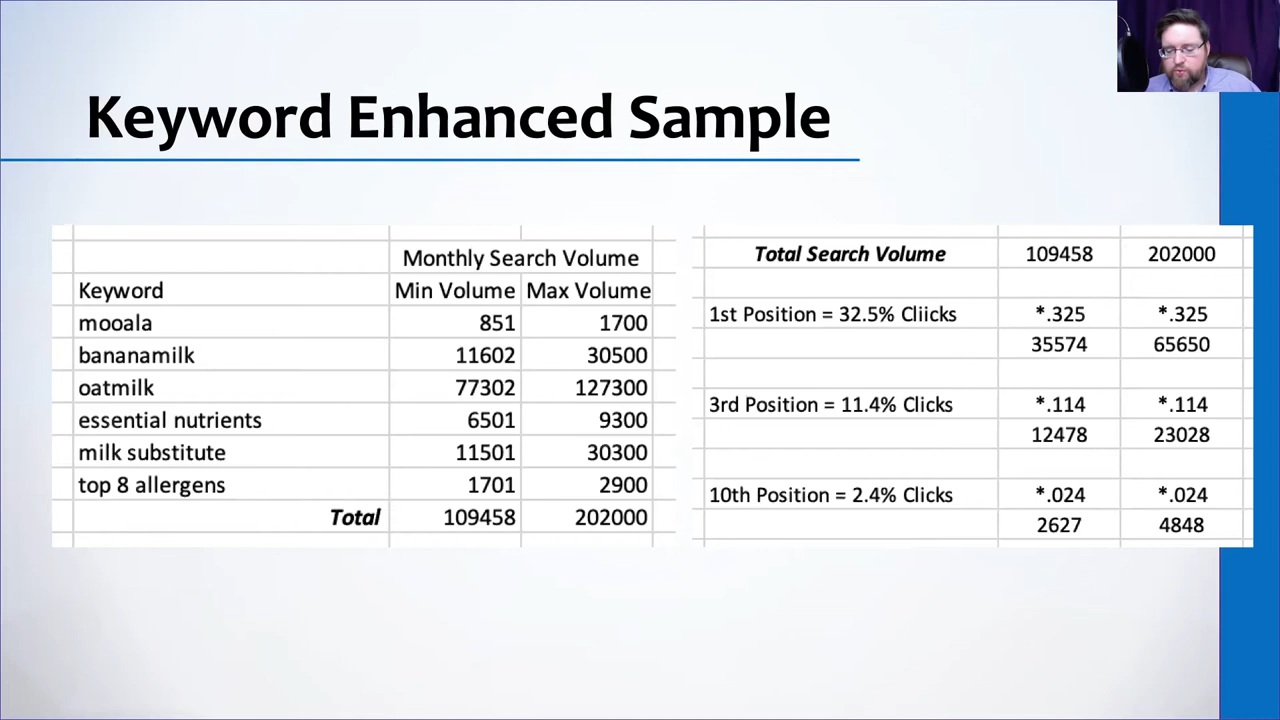 Keyword Enhanced Sample
Monthly Search Volume
Keyword Min Volume Max Volume
mooala 851 1700
bananamilk 11602 30500
oatmilk 77302 127300
essential nutrients 6501 9300
milk substitute 11501 30300
top 8 allergens 1701 2900
Total 109458 202000
Total Search Volume 109458 202000
1st Position = 32.5% Cliicks *.325 *.325
35574 65650
3rd Position = 11.4% Clicks *.114 *.114
12478 23028
10th Position = 2.4% Clicks *.024 *.024
2627 4848